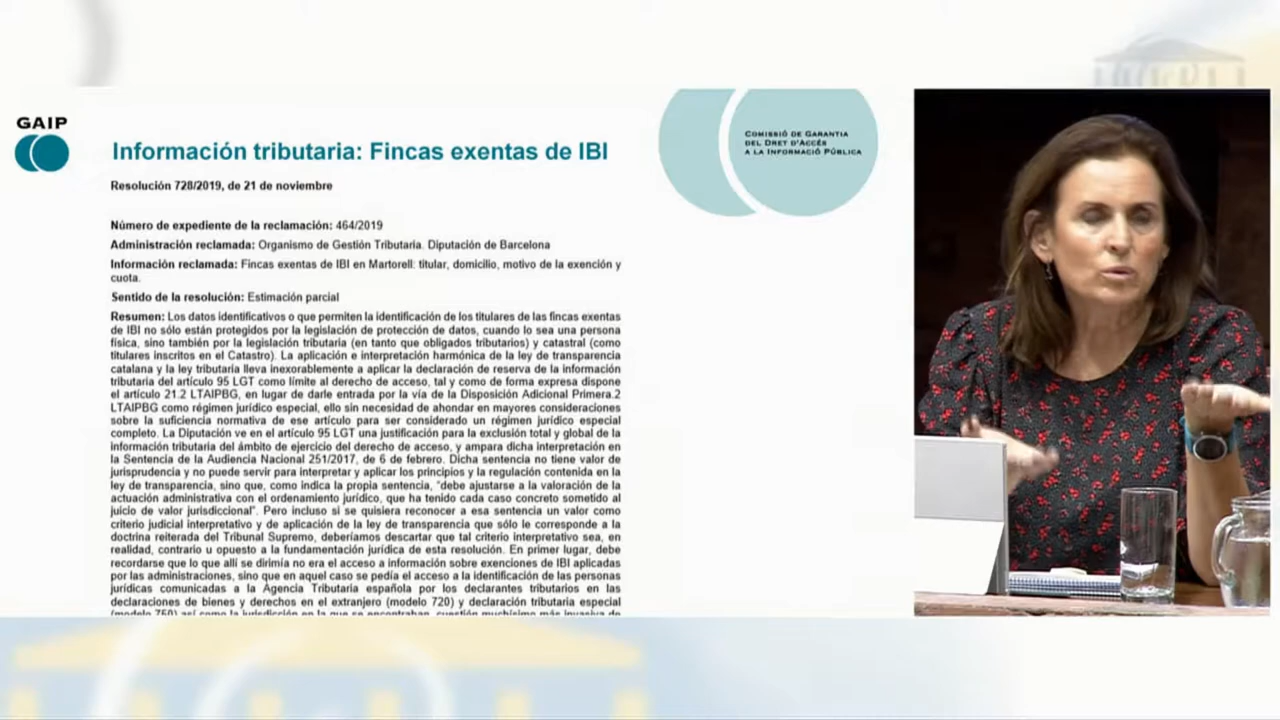 GAIP
COMISSIÓ DE GARANTIA
DEL DRET D'ACCÉS
A LA INFORMACIÓ PÚBLICA
Información tributaria: Fincas exentas de IBI
Resolución 728/2019, de 21 de noviembre
Número de expediente de la reclamación: 464/2019
Administración reclamada: Organismo de Gestión Tributaria. Diputación de Barcelona
Información reclamada: Fincas exentas de IBI en Martorell: titular, domicilio, motivo de la exención y
cuota.
Sentido de la resolución: Estimación parcial
Resumen: Los datos identificativos o que permiten la identificación de los titulares de las fincas exentas
de IBI no sólo están protegidos por la legislación de protección de datos, cuando lo sea una persona
física, sino también por la legislación tributaria (en tanto que obligados tributarios) y catastral (como
titulares inscritos en el Catastro). La aplicación e interpretación harmónica de la ley de transparencia
catalana y la ley tributaria lleva inexorablemente a aplicar la declaración de reserva de la información
tributaria del artículo 95 LGT como límite al derecho de acceso, tal y como de forma expresa dispone
el artículo 21.2 LTAIPBG, en lugar de darle entrada por la vía de la Disposición Adicional Primera.2
LTAIPBG como régimen jurídico especial, ello sin necesidad de ahondar en mayores consideraciones
sobre la suficiencia normativa de ese artículo para ser considerado un régimen jurídico especial
completo. La Diputación ve en el artículo 95 LGT una justificación para la exclusión total y global de la
información tributaria del ámbito de ejercicio del derecho de acceso, y ampara dicha interpretación en
la Sentencia de la Audiencia Nacional 251/2017, de 6 de febrero. Dicha sentencia no tiene valor de
jurisprudencia y no puede servir para interpretar y aplicar los principios y la regulación contenida en la
ley de transparencia, sino que, como indica la propia sentencia, "debe ajustarse a la valoración de la
actuación administrativa con el ordenamiento jurídico, que ha tenido cada caso concreto sometido al
juicio de valor jurisdiccional". Pero incluso si se quisiera reconocer a esa sentencia un valor como
criterio judicial interpretativo y de aplicación de la ley de transparencia que sólo le corresponde a la
doctrina reiterada del Tribunal Supremo, deberíamos descartar que tal criterio interpretativo sea, en
realidad, contrario u opuesto a la fundamentación jurídica de esta resolución. En primer lugar, debe
recordarse que lo que allí se dirimía no era el acceso a información sobre exenciones de IBI aplicadas
por las administraciones, sino que en aquel caso se pedía el acceso a la identificación de las personas
jurídicas comunicadas a la Agencia Tributaria española por los declarantes tributarios en las
declaraciones de bienes y derechos en el extranjero (modelo 720) y declaración tributaria especial
(modelo 750) así como la jurisdicción en la que se encontraban, cuestión muchísimo más invasiva de